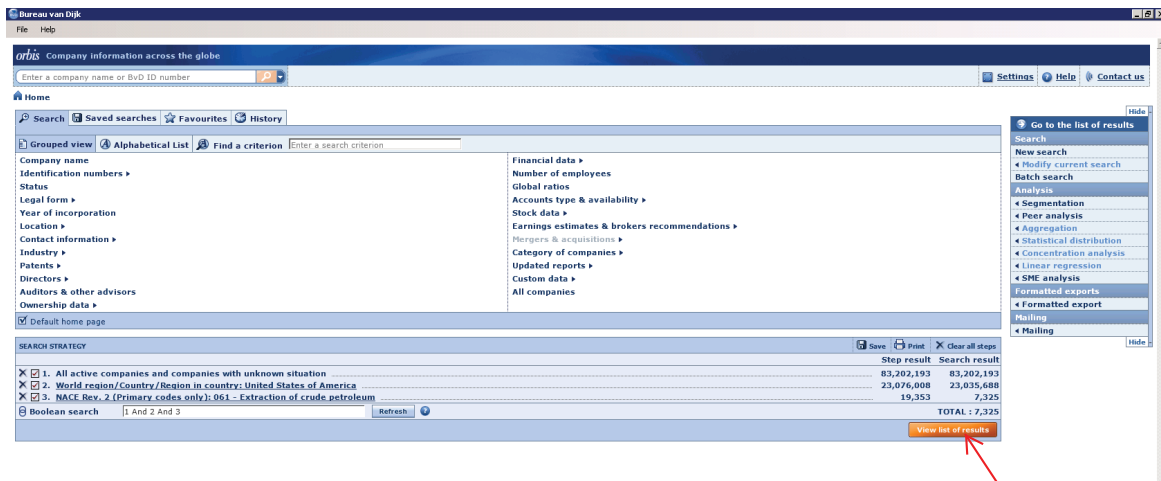 Bureau van Dijk
File Help
orbis Company information across the globe
Enter a company name or BvD ID number
Settings Help Contact us
Home
Hide
Search Saved searches Favourites History
Go to the list of results
Grouped view Alphabetical List Find a criterion Enter a search criterion
Company name
Identification numbers
Status
Legal form
Year of incorporation
Location
Contact information
Industry
Patents
Directors
Auditors & other advisors
Ownership data
Financial data
Number of employees
Global ratios
Accounts type & availability
Stock data
Earnings estimates & brokers recommendations
Mergers & acquisitions
Category of companies
Updated reports
Custom data
All companies
Default home page
Search
New search
Modify current search
Batch search
Analysis
Segmentation
Peer analysis
Aggregation
Statistical distribution
Concentration analysis
Linear regression
SME analysis
Formatted exports
Formatted export
Mailing
Mailing
Hide
SEARCH STRATEGY Save Print Clear all steps
Step result Search result
1. All active companies and companies with unknown situation 83,202,193 83,202,193
2. World region/Country/Region in country: United States of America 23,076,008 23,035,688
3. NACE Rev. 2 (Primary codes only): 061 - Extraction of crude petroleum 19,353 7,325
Boolean search 1 And 2 And 3 Refresh TOTAL : 7,325
View list of results